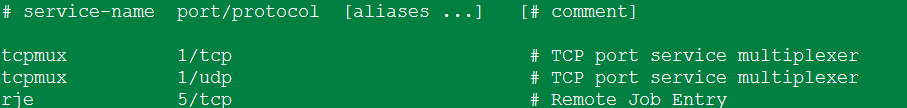 # service-name  port/protocol  [aliases ...]   [# comment]
tcpmux          1/tcp                           # TCP port service multiplexer
tcpmux          1/udp                           # TCP port service multiplexer
rje             5/tcp                           # Remote Job Entry